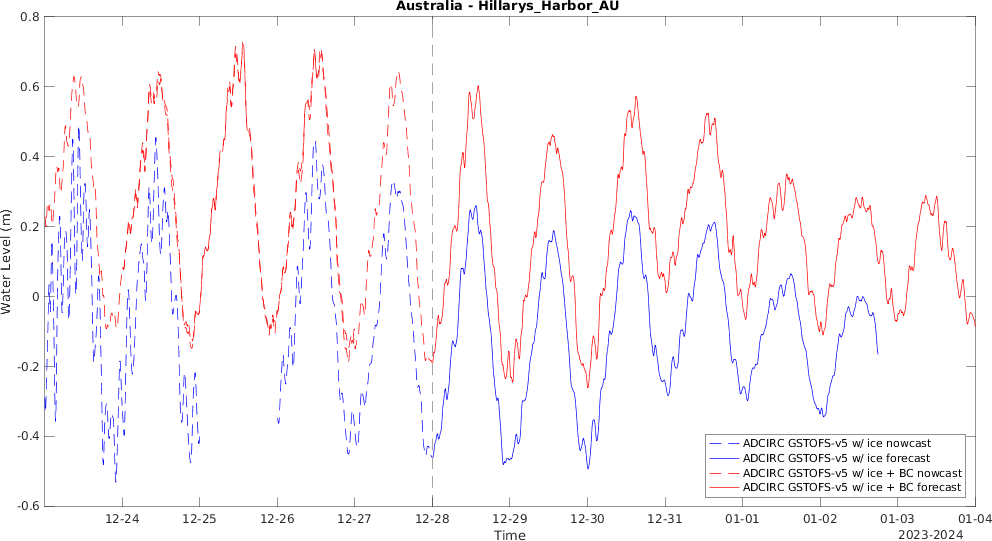 Australia - Hillarys_Harbor_AU
Water Level (m)
0.8
0.6
0.4
0.2
0
-0.2
-0.4
-0.6
ADCIRC GSTOFS-v5 w/ ice nowcast
ADCIRC GSTOFS-v5 w/ ice forecast
ADCIRC GSTOFS-v5 w/ ice + BC nowcast
ADCIRC GSTOFS-v5 w/ ice + BC forecast
12-24 12-25 12-26 12-27 12-28 12-29 12-30 12-31 01-01 01-02 01-03 01-04
Time
2023-2024